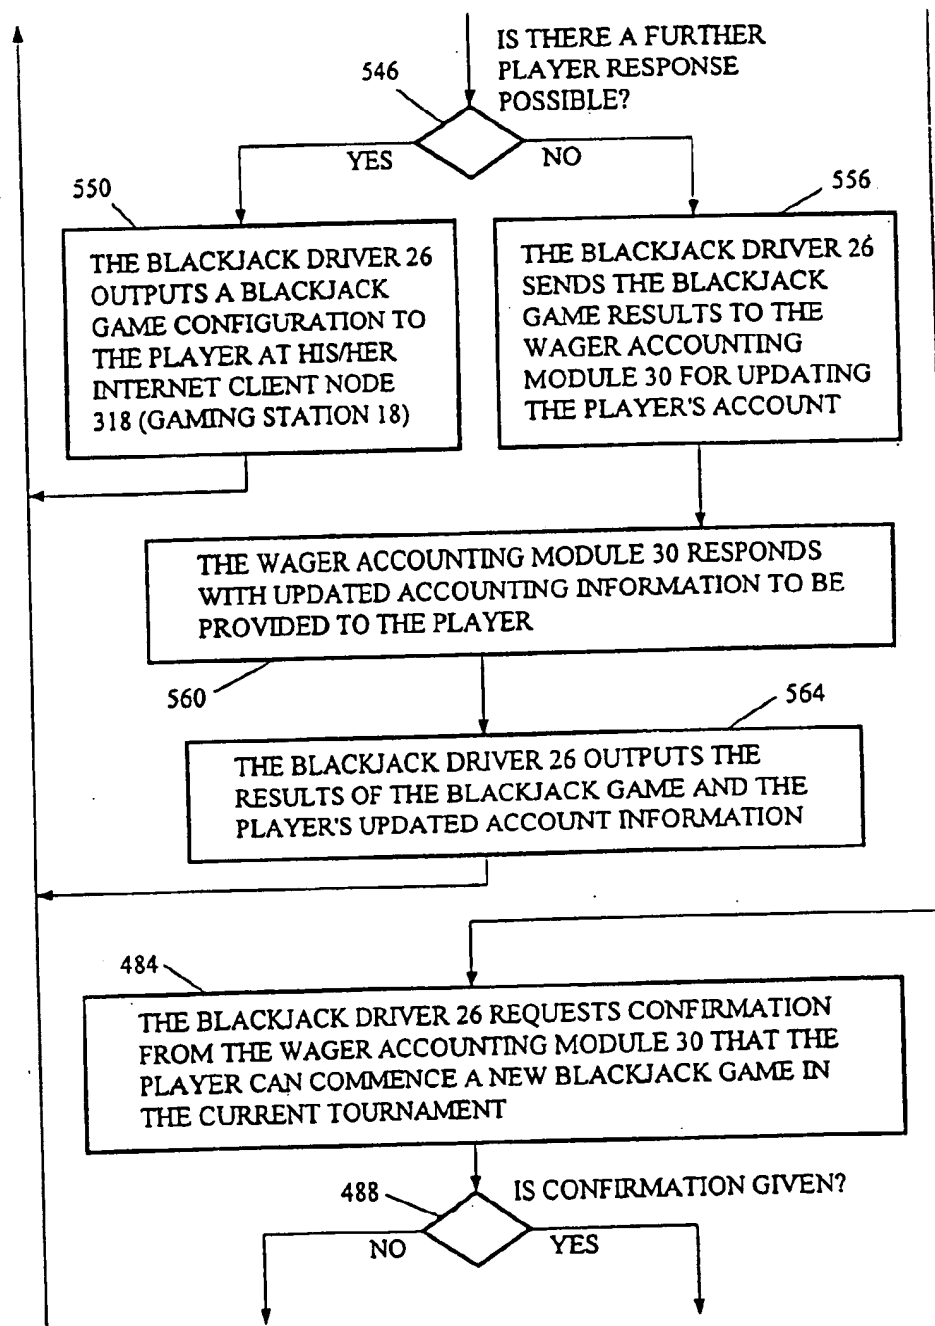 IS THERE A FURTHER
PLAYER RESPONSE
POSSIBLE?
546
YES
NO
550
556
THE BLACKJACK DRIVER 26
OUTPUTS A BLACKJACK
GAME CONFIGURATION TO
THE PLAYER AT HIS/HER
INTERNET CLIENT NODE
318 (GAMING STATION 18)
THE BLACKJACK DRIVER 26
SENDS THE BLACKJACK
GAME RESULTS TO THE
WAGER ACCOUNTING
MODULE 30 FOR UPDATING
THE PLAYER'S ACCOUNT
THE WAGER ACCOUNTING MODULE 30 RESPONDS
WITH UPDATED ACCOUNTING INFORMATION TO BE
PROVIDED TO THE PLAYER
560
564
THE BLACKJACK DRIVER 26 OUTPUTS THE
RESULTS OF THE BLACKJACK GAME AND THE
PLAYER'S UPDATED ACCOUNT INFORMATION
484
THE BLACKJACK DRIVER 26 REQUESTS CONFIRMATION
FROM THE WAGER ACCOUNTING MODULE 30 THAT THE
PLAYER CAN COMMENCE A NEW BLACKJACK GAME IN
THE CURRENT TOURNAMENT
488
IS CONFIRMATION GIVEN?
NO
YES